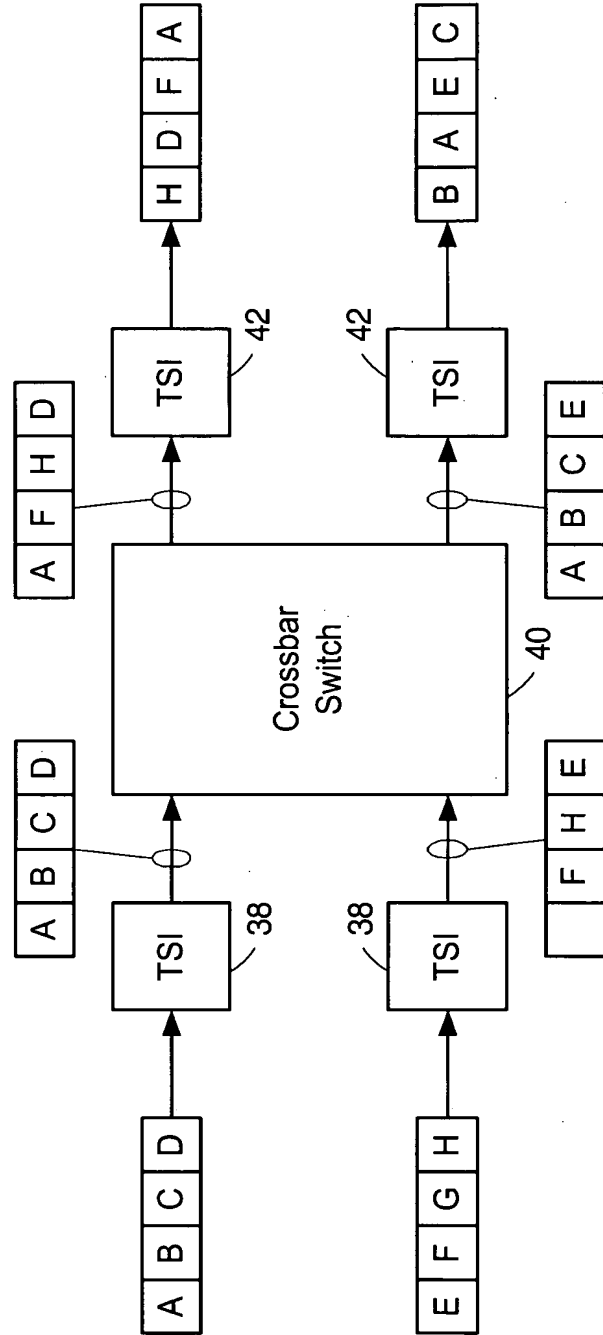 A B C D
A F H D
A B C D
TSI
38
TSI
42
H D F A
Crossbar
Switch
40
E F G H
TSI
38
TSI
42
B A E C
F H E
A B C E